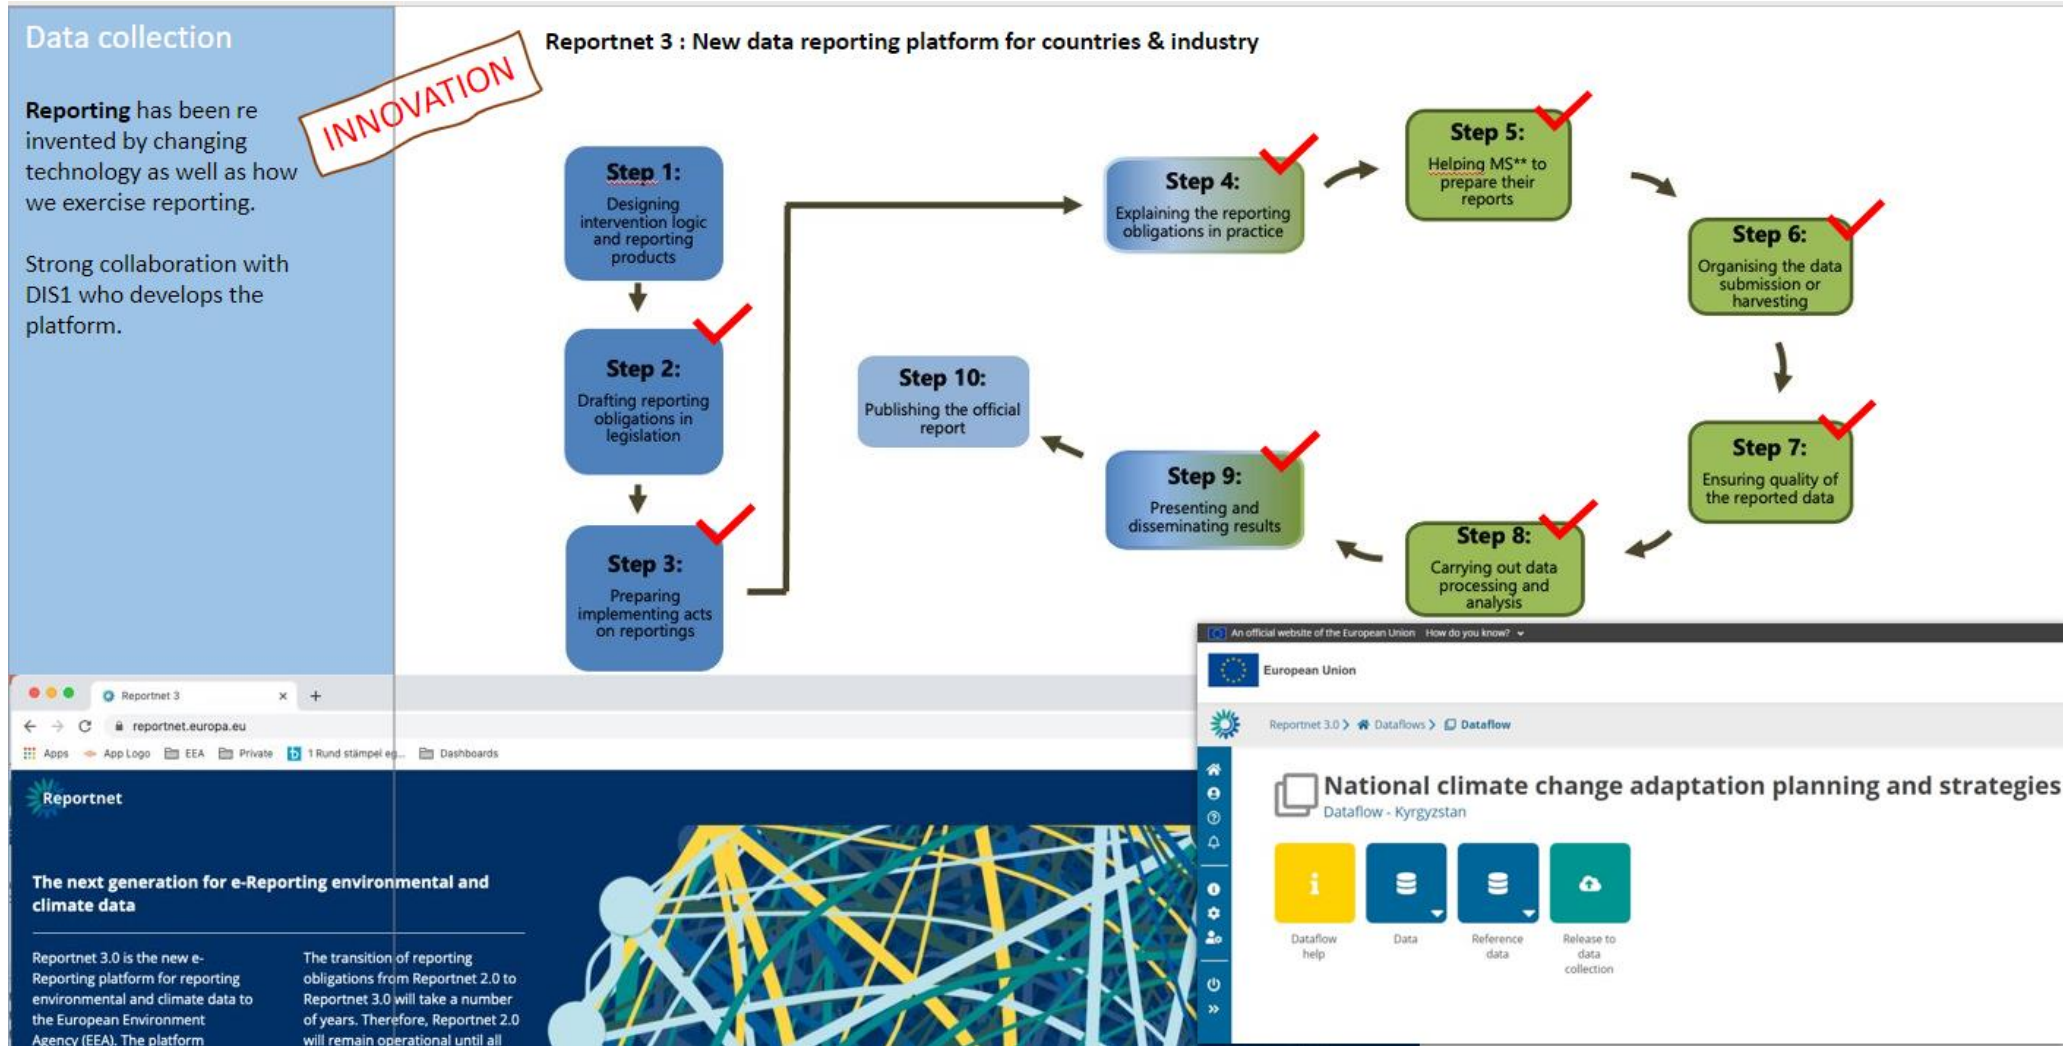 Data collection
Reporting has been re
invented by changing
technology as well as how
we exercise reporting.
Strong collaboration with
DIS1 who develops the
platform.
INNOVATION
Reportnet 3 : New data reporting platform for countries & industry
Step 1:
Designing
intervention logic
and reporting
products
Step 2:
Drafting reporting
obligations in
legislation
Step 3:
Preparing
implementing acts
on reportings
Step 4:
Explaining the reporting
obligations in practice
Step 5:
Helping MS** to
prepare their
reports
Step 6:
Organising the data
submission or
harvesting
Step 7:
Ensuring quality of
the reported data
Step 8:
Carrying out data
processing and
analysis
Step 9:
Presenting and
disseminating results
Step 10:
Publishing the official
report
Reportnet 3
reportnet.europa.eu
Apps App Logo EEA Private 1 Rund stämpel eg... Dashboards
Reportnet
The next generation for e-Reporting environmental and
climate data
Reportnet 3.0 is the new e-
Reporting platform for reporting
environmental and climate data to
the European Environment
Agency (EEA). The platform
The transition of reporting
obligations from Reportnet 2.0 to
Reportnet 3.0 will take a number
of years. Therefore, Reportnet 2.0
will remain operational until all
An official website of the European Union How do you know?
European Union
Reportnet 3.0 > Dataflows > Dataflow
National climate change adaptation planning and strategies
Dataflow - Kyrgyzstan
Dataflow
help
Data
Reference
data
Release to
data
collection